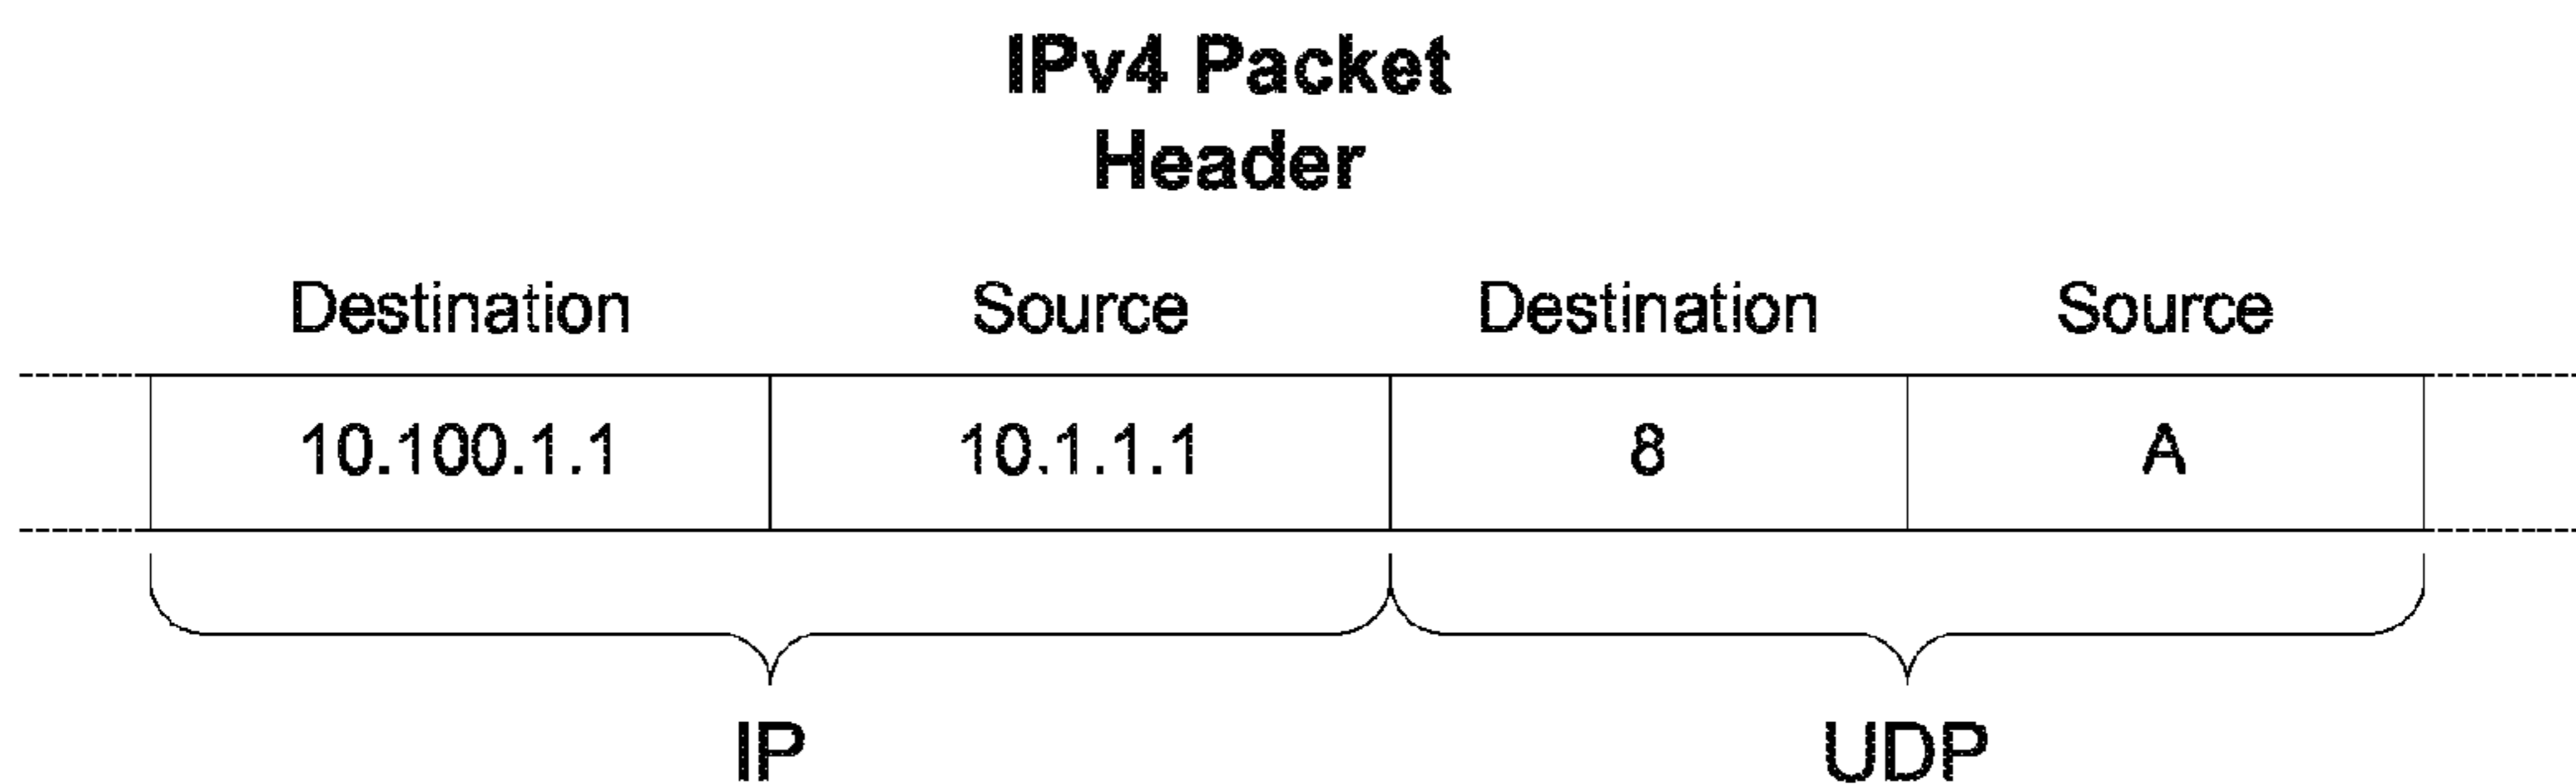 IPv4 Packet
Header
Destination Source Destination Source
10.100.1.1 10.1.1.1 8 A
IP UDP